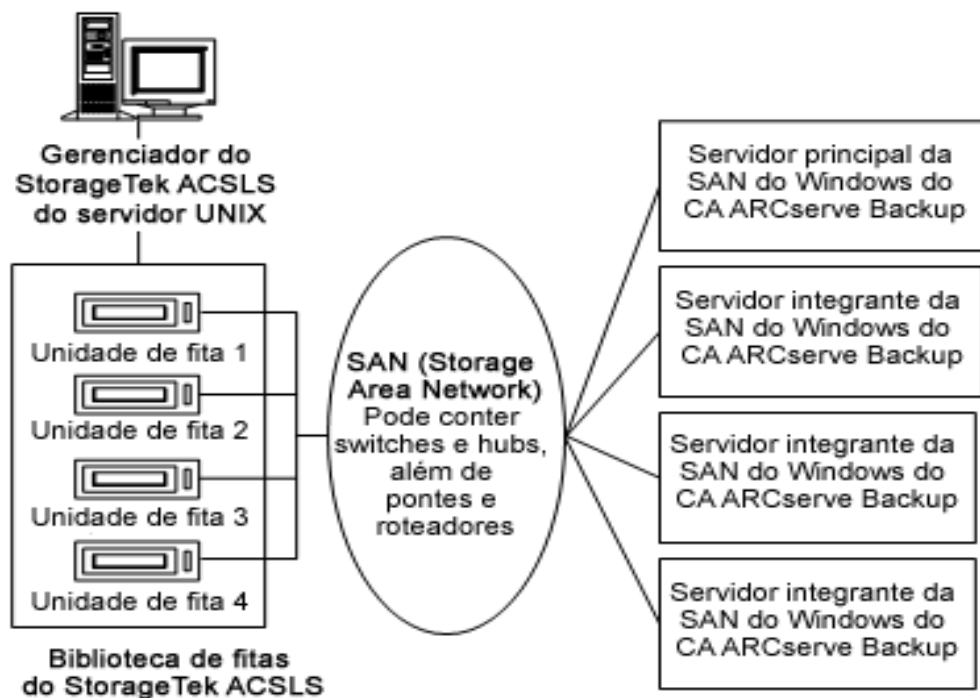 Gerenciador do
StorageTek ACSLS
do servidor UNIX
Unidade de fita 1
Unidade de fita 2
Unidade de fita 3
Unidade de fita 4
Biblioteca de fitas
do StorageTek ACSLS
SAN (Storage
Area Network)
Pode conter
switches e hubs,
além de
pontes e
roteadores
Servidor principal da
SAN do Windows do
CA ARCserve Backup
Servidor integrante da
SAN do Windows do
CA ARCserve Backup
Servidor integrante da
SAN do Windows do
CA ARCserve Backup
Servidor integrante da
SAN do Windows do
CA ARCserve Backup